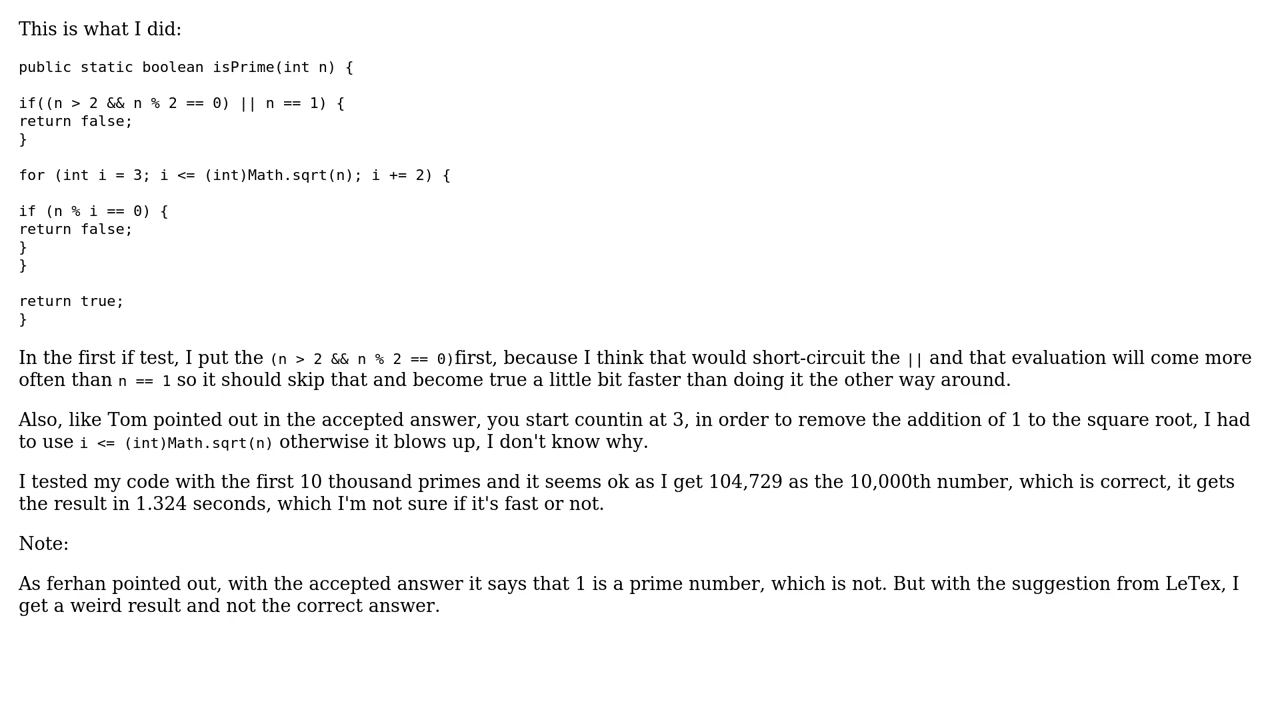 This is what I did:
public static boolean isPrime(int n) {
if((n > 2 && n % 2 == 0) || n == 1) {
return false;
}
for (int i = 3; i <= (int)Math.sqrt(n); i += 2) {
if (n % i == 0) {
return false;
}
}
return true;
}
In the first if test, I put the (n > 2 && n % 2 == 0)first, because I think that would short-circuit the || and that evaluation will come more
often than n == 1 so it should skip that and become true a little bit faster than doing it the other way around.
Also, like Tom pointed out in the accepted answer, you start countin at 3, in order to remove the addition of 1 to the square root, I had
to use i <= (int)Math.sqrt(n) otherwise it blows up, I don't know why.
I tested my code with the first 10 thousand primes and it seems ok as I get 104,729 as the 10,000th number, which is correct, it gets
the result in 1.324 seconds, which I'm not sure if it's fast or not.
Note:
As ferhan pointed out, with the accepted answer it says that 1 is a prime number, which is not. But with the suggestion from LeTex, I
get a weird result and not the correct answer.